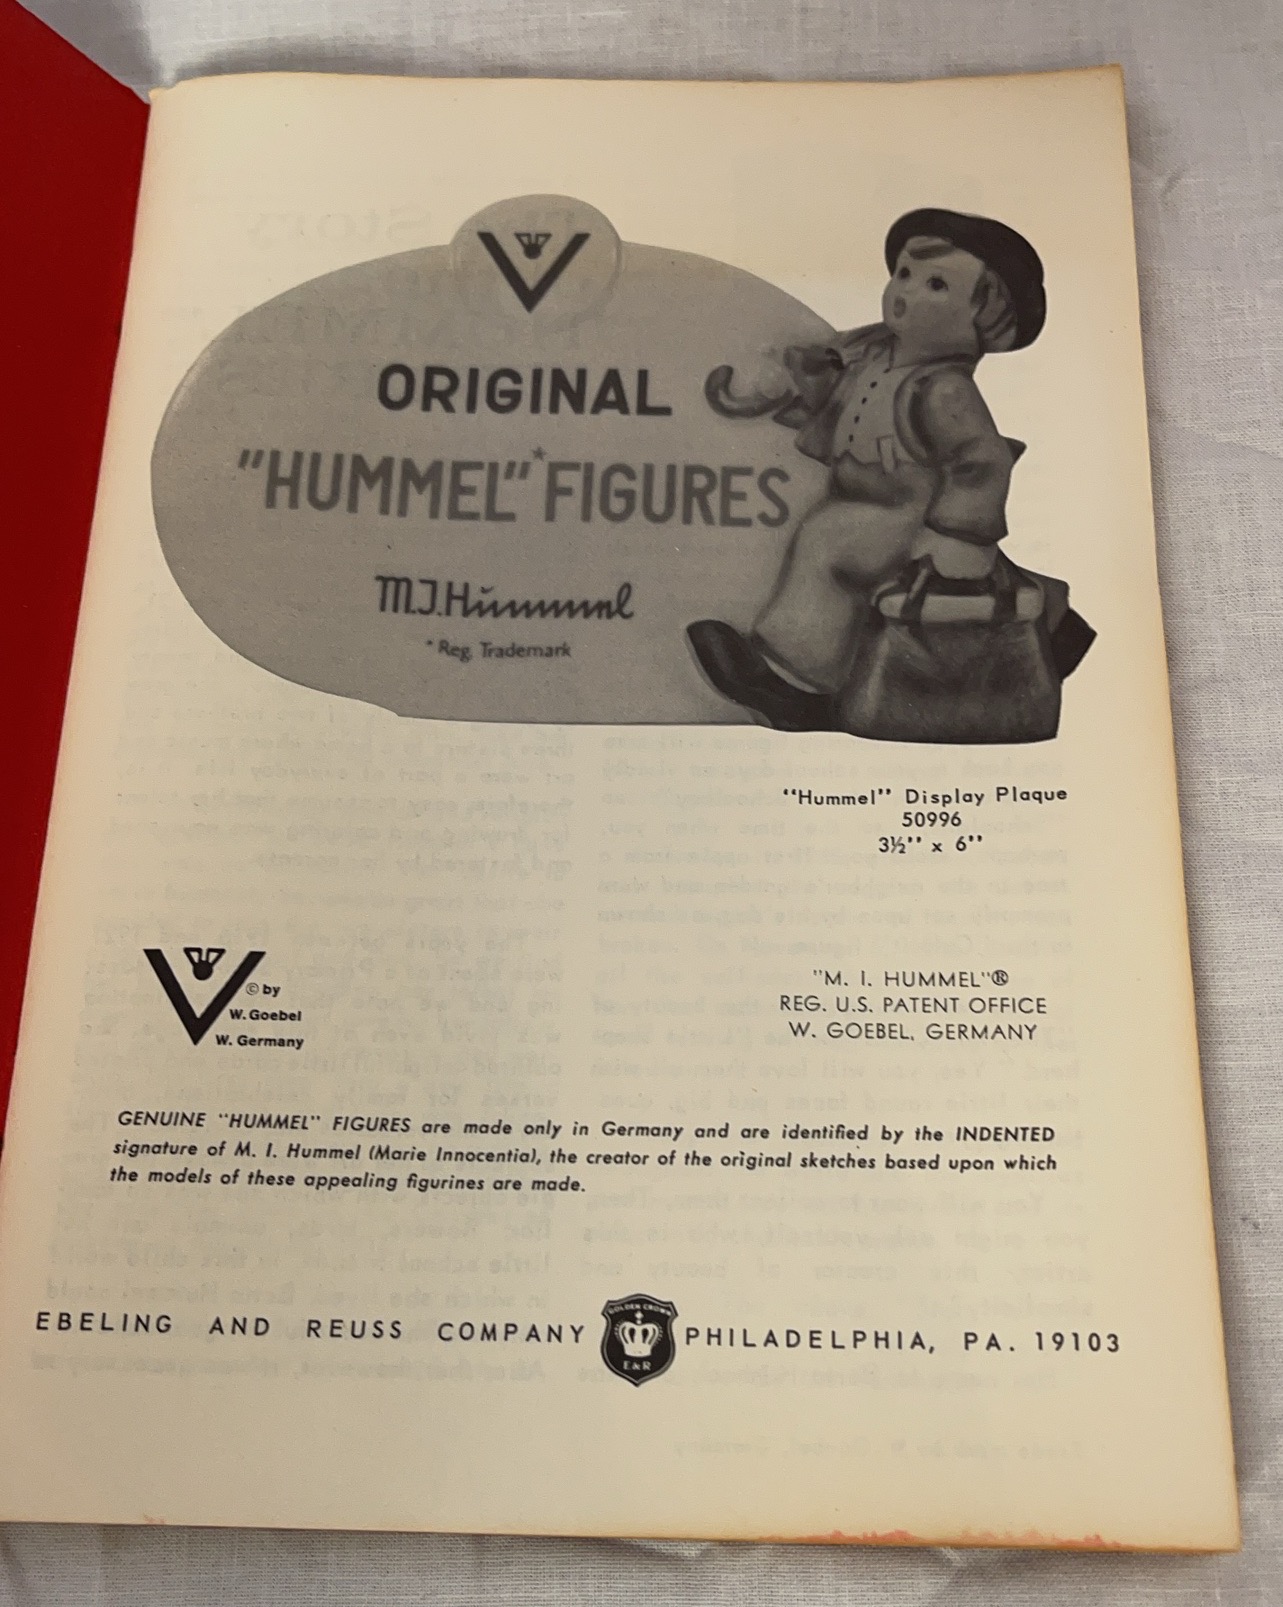 ORIGINAL
"HUMMEL"* FIGURES
M.J.Hummel
* Reg. Trademark
"Hummel" Display Plaque
50996
3½" x 6"
© by
W. Goebel
W. Germany
"M. I. HUMMEL"®
REG. U.S. PATENT OFFICE
W. GOEBEL, GERMANY
GENUINE "HUMMEL" FIGURES are made only in Germany and are identified by the INDENTED
signature of M. I. Hummel (Marie Innocentia), the creator of the original sketches based upon which
the models of these appealing figurines are made.
EBELING AND REUSS COMPANY
GOLDEN CROWN
E & R
PHILADELPHIA, PA. 19103